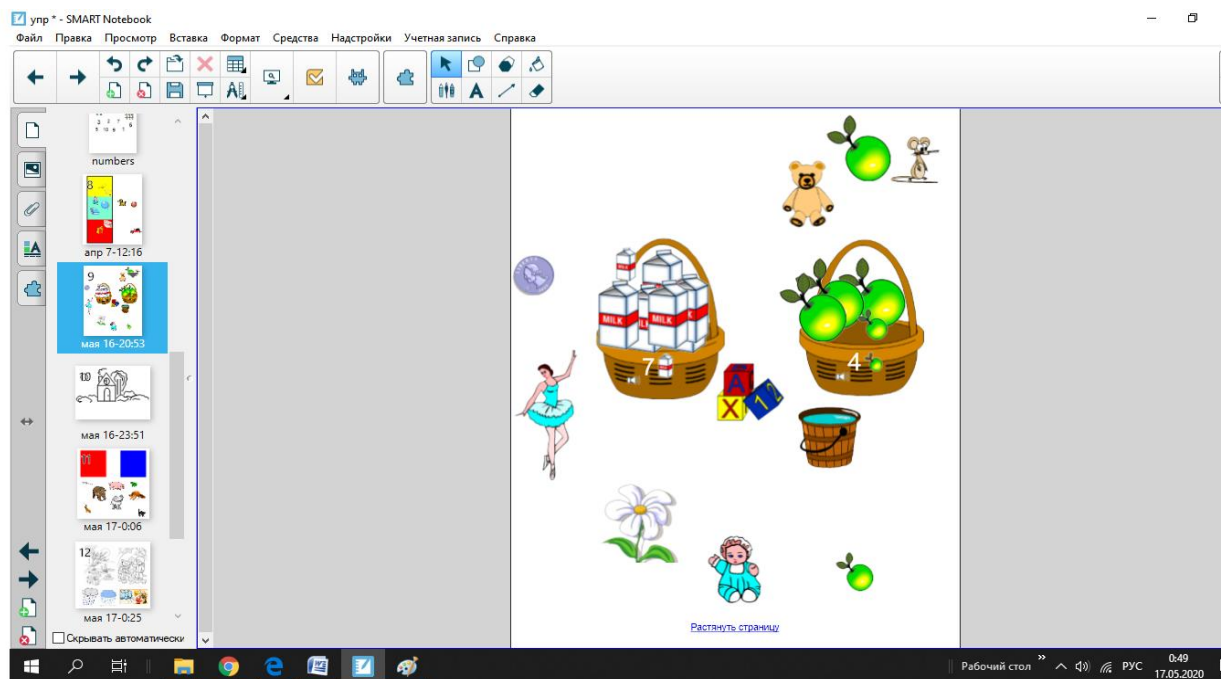 упр * - SMART Notebook
Файл Правка Просмотр Вставка Формат Средства Надстройки Учетная запись Справка
numbers
8
апр 7-12:16
9
мая 16-20:53
10
мая 16-23:51
11
мая 17-0:06
12
мая 17-0:25
Скрывать автоматически
MILK
MILK
MILK
7
4
A
X
1 2
Растянуть страницу
Рабочий стол
РУС
0:49
17.05.2020